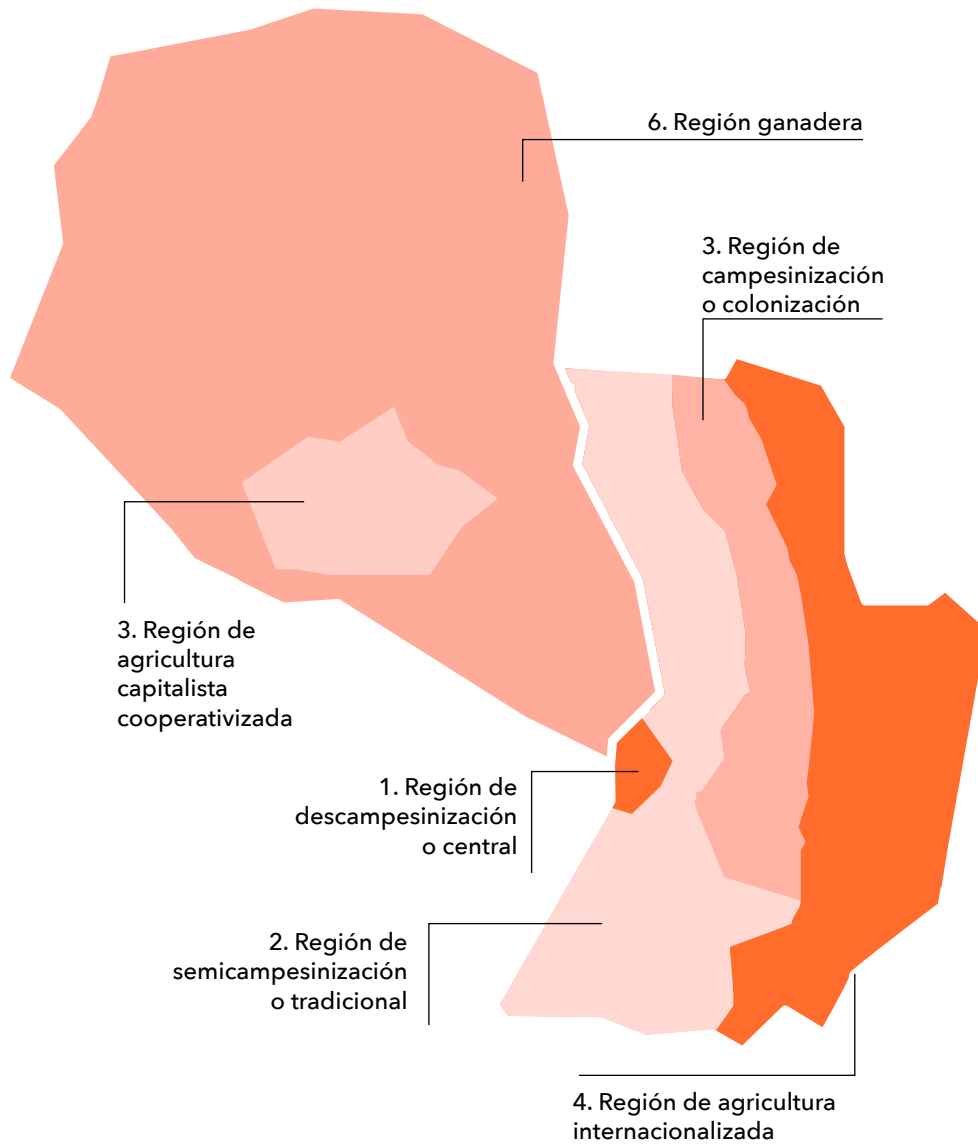 6. Región ganadera
3. Región de
campesinización
o colonización
3. Región de
agricultura
capitalista
cooperativizada
1. Región de
descampesinización
o central
2. Región de
semicampesinización
o tradicional
4. Región de agricultura
internacionalizada